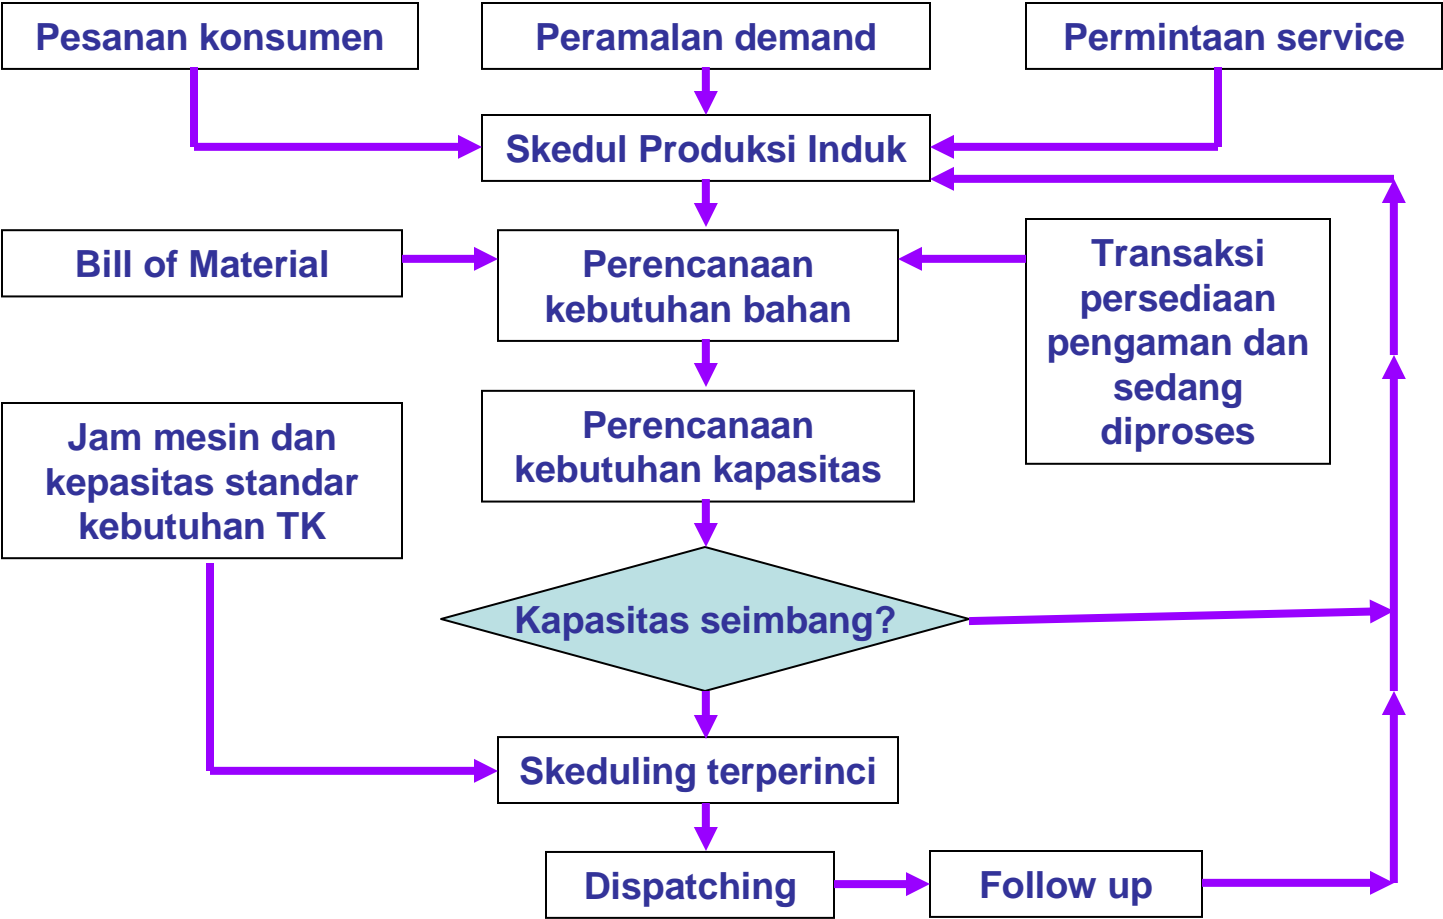 Pesanan konsumen
Peramalan demand
Permintaan service
Skedul Produksi Induk
Bill of Material
Perencanaan
kebutuhan bahan
Transaksi
persediaan
pengaman dan
sedang
diproses
Jam mesin dan
kepasitas standar
kebutuhan TK
Perencanaan
kebutuhan kapasitas
Kapasitas seimbang?
Skeduling terperinci
Dispatching
Follow up